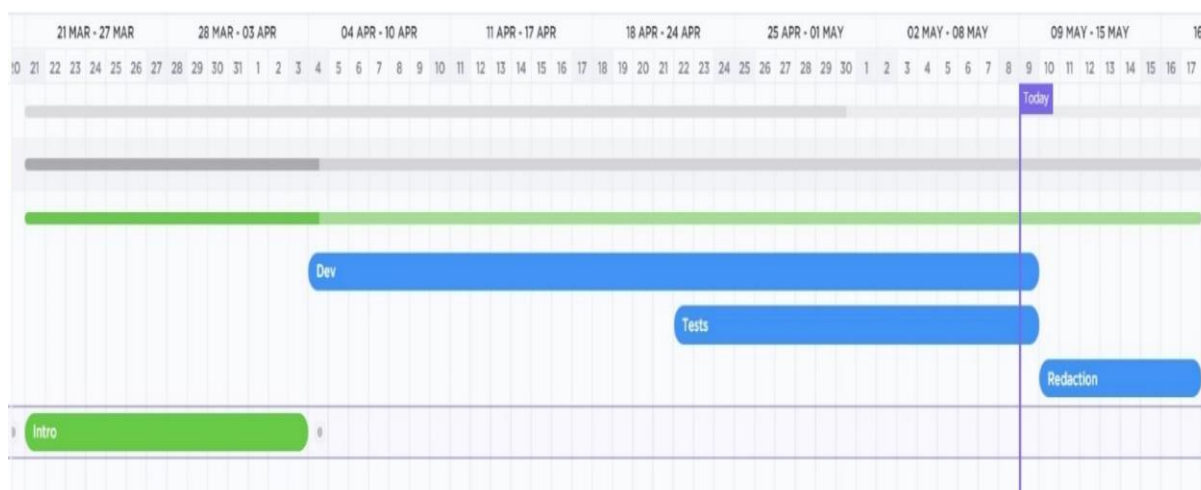 21 MAR - 27 MAR 28 MAR - 03 APR 04 APR - 10 APR 11 APR - 17 APR 18 APR - 24 APR 25 APR - 01 MAY 02 MAY - 08 MAY 09 MAY - 15 MAY 16
20 21 22 23 24 25 26 27 28 29 30 31 1 2 3 4 5 6 7 8 9 10 11 12 13 14 15 16 17 18 19 20 21 22 23 24 25 26 27 28 29 30 1 2 3 4 5 6 7 8 9 10 11 12 13 14 15 16 17
Today
Dev
Tests
Redaction
Intro